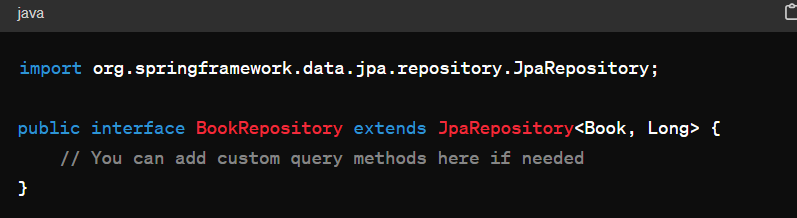 java
import org.springframework.data.jpa.repository.JpaRepository;
public interface BookRepository extends JpaRepository<Book, Long> {
// You can add custom query methods here if needed
}